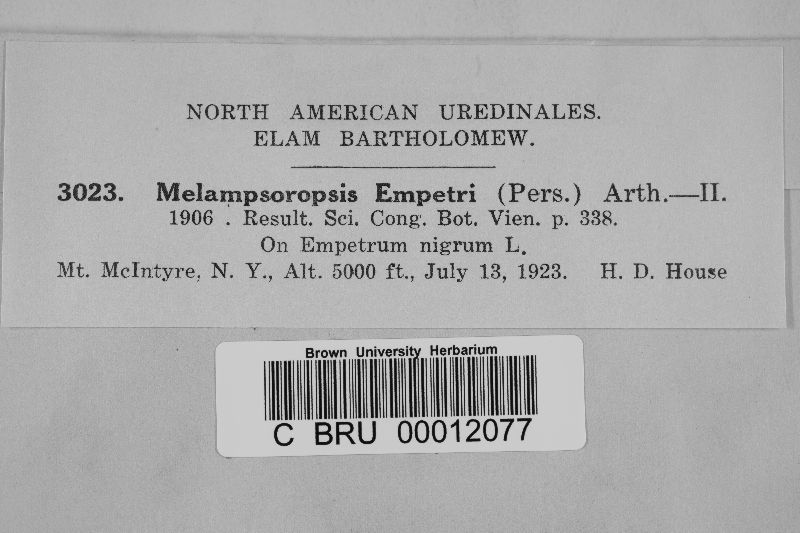 NORTH AMERICAN UREDINALES.
ELAM BARTHOLOMEW.
3023. Melampsoropsis Empetri (Pers.) Arth.—II.
1906 . Result. Sci. Cong. Bot. Vien. p. 338.
On Empetrum nigrum L.
Mt. McIntyre, N. Y., Alt. 5000 ft., July 13, 1923. H. D. House
Brown University Herbarium
C BRU 00012077